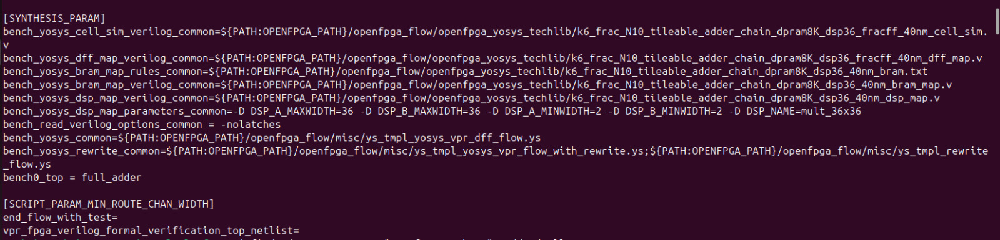 [SYNTHESIS_PARAM]
bench_yosys_cell_sim_verilog_common=${PATH:OPENFPGA_PATH}/openfpga_flow/openfpga_yosys_techlib/k6_frac_N10_tileable_adder_chain_dpram8K_dsp36_fracff_40nm_cell_sim.
v
bench_yosys_dff_map_verilog_common=${PATH:OPENFPGA_PATH}/openfpga_flow/openfpga_yosys_techlib/k6_frac_N10_tileable_adder_chain_dpram8K_dsp36_fracff_40nm_dff_map.v
bench_yosys_bram_map_rules_common=${PATH:OPENFPGA_PATH}/openfpga_flow/openfpga_yosys_techlib/k6_frac_N10_tileable_adder_chain_dpram8K_dsp36_40nm_bram.txt
bench_yosys_bram_map_verilog_common=${PATH:OPENFPGA_PATH}/openfpga_flow/openfpga_yosys_techlib/k6_frac_N10_tileable_adder_chain_dpram8K_dsp36_40nm_bram_map.v
bench_yosys_dsp_map_verilog_common=${PATH:OPENFPGA_PATH}/openfpga_flow/openfpga_yosys_techlib/k6_frac_N10_tileable_adder_chain_dpram8K_dsp36_40nm_dsp_map.v
bench_yosys_dsp_map_parameters_common=-D DSP_A_MAXWIDTH=36 -D DSP_B_MAXWIDTH=36 -D DSP_A_MINWIDTH=2 -D DSP_B_MINWIDTH=2 -D DSP_NAME=mult_36x36
bench_read_verilog_options_common = -nolatches
bench_yosys_common=${PATH:OPENFPGA_PATH}/openfpga_flow/misc/ys_tmpl_yosys_vpr_dff_flow.ys
bench_yosys_rewrite_common=${PATH:OPENFPGA_PATH}/openfpga_flow/misc/ys_tmpl_yosys_vpr_flow_with_rewrite.ys;${PATH:OPENFPGA_PATH}/openfpga_flow/misc/ys_tmpl_rewrite
_flow.ys
bench0_top = full_adder
[SCRIPT_PARAM_MIN_ROUTE_CHAN_WIDTH]
end_flow_with_test=
vpr_fpga_verilog_formal_verification_top_netlist=